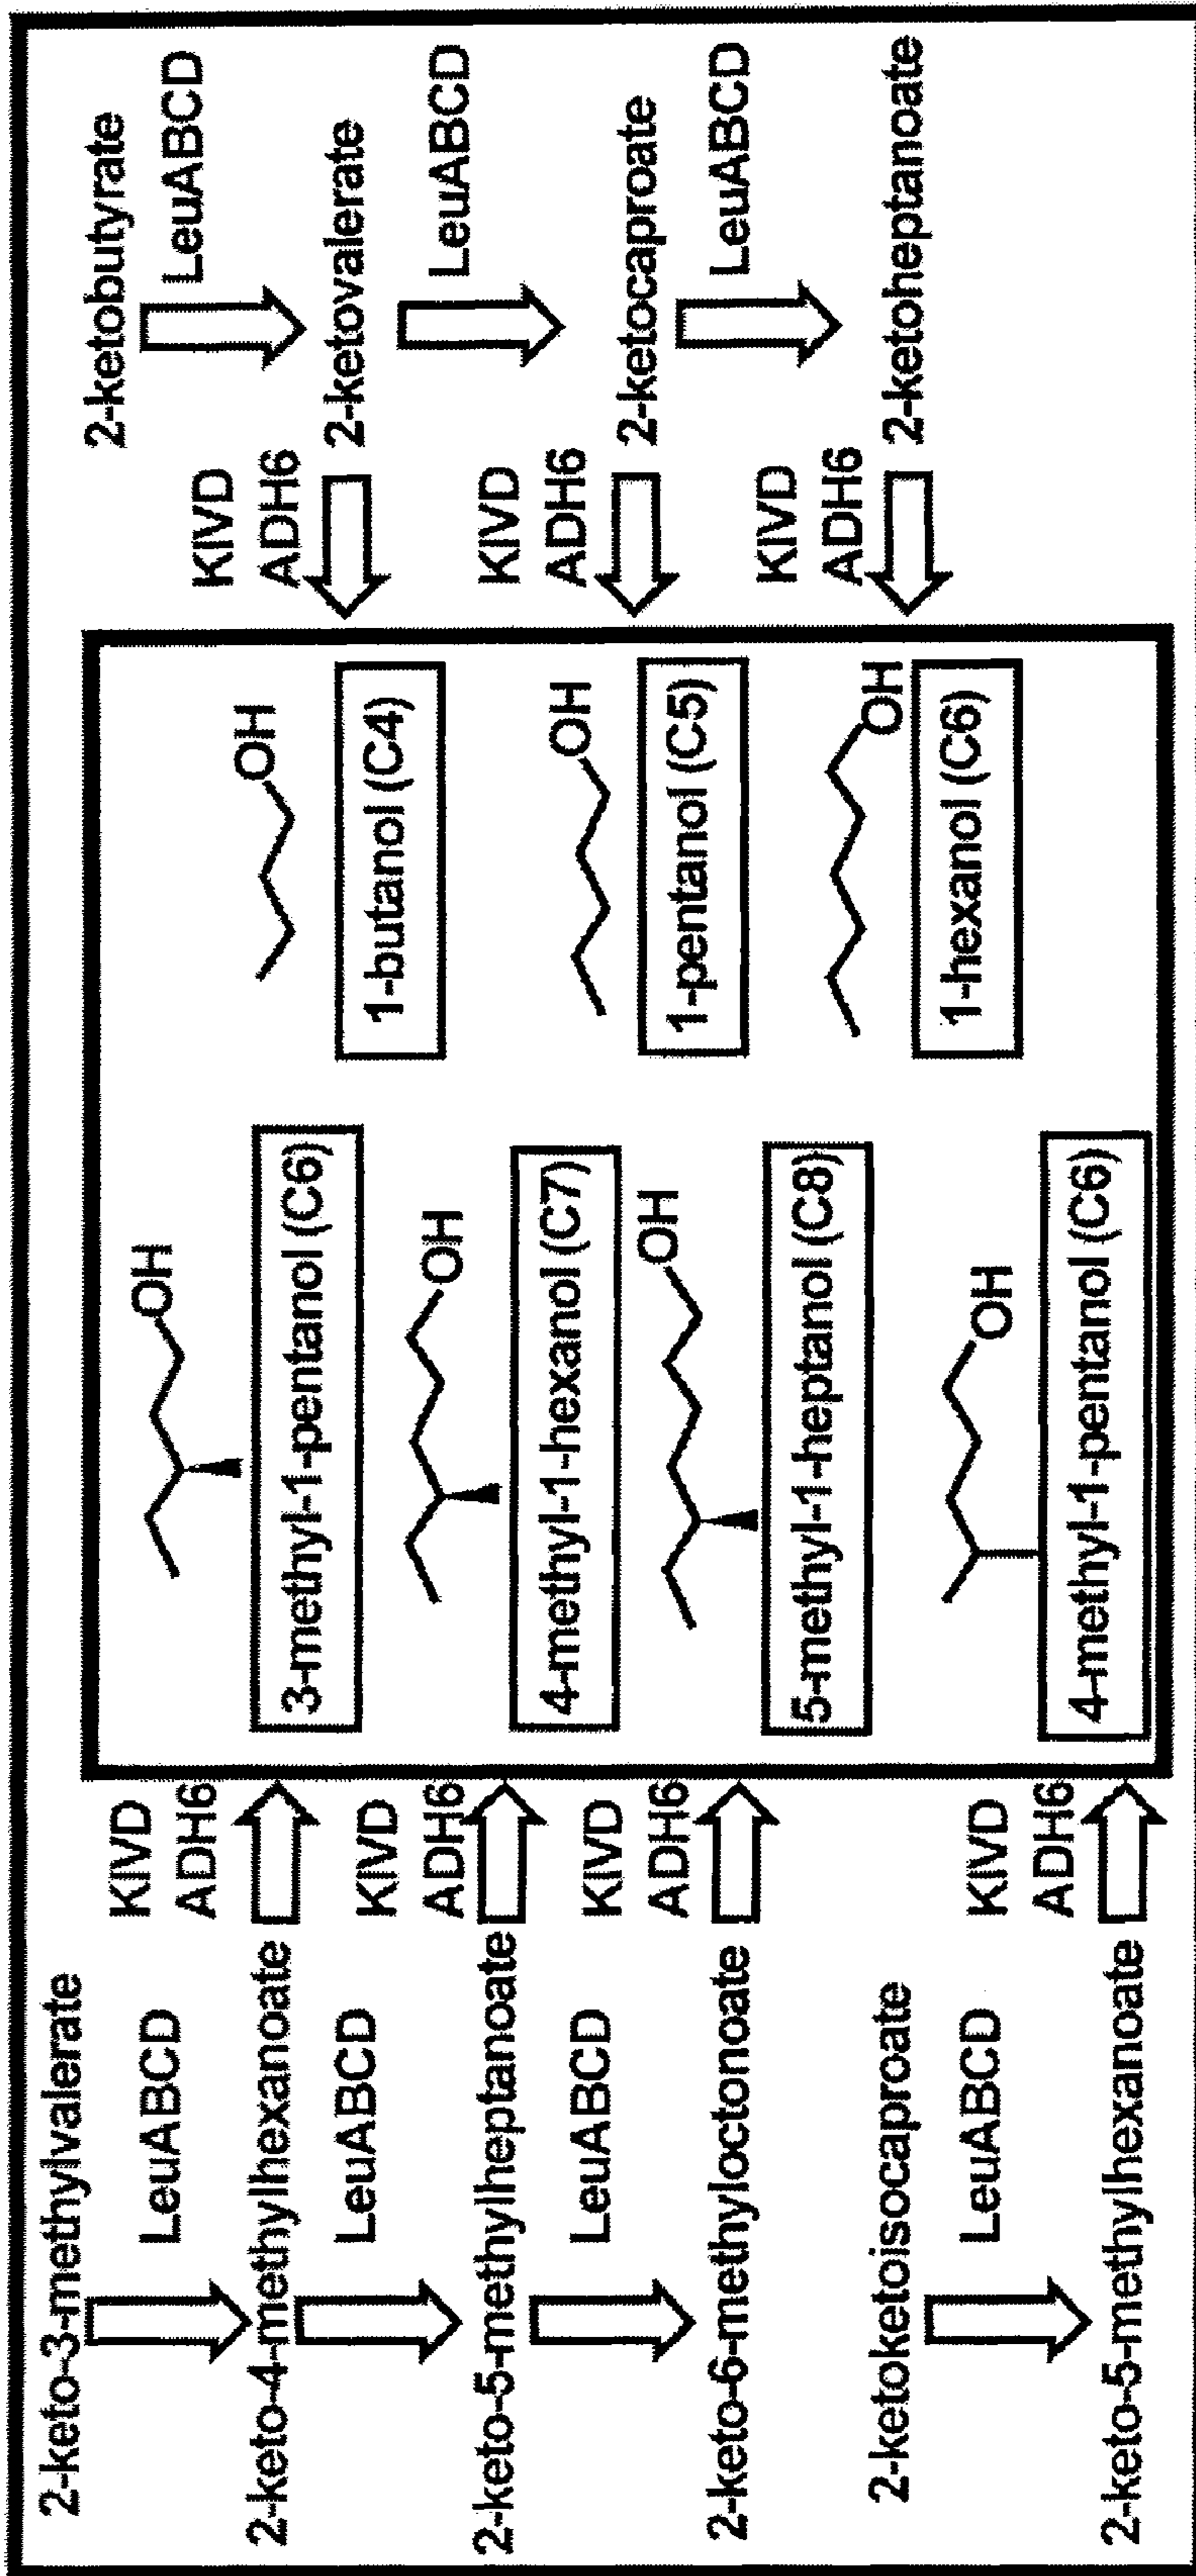 2-keto-3-methylvalerate
LeuABCD
KIVD
ADH6
2-keto-4-methylhexanoate
LeuABCD
KIVD
ADH6
2-keto-5-methylheptanoate
LeuABCD
KIVD
ADH6
2-keto-6-methyloctonoate
2-ketoketoisocaproate
LeuABCD
KIVD
ADH6
2-keto-5-methylhexanoate
OH
3-methyl-1-pentanol (C6)
OH
4-methyl-1-hexanol (C7)
OH
5-methyl-1-heptanol (C8)
OH
4-methyl-1-pentanol (C6)
OH
1-butanol (C4)
OH
1-pentanol (C5)
OH
1-hexanol (C6)
2-ketobutyrate
LeuABCD
KIVD
ADH6
2-ketovalerate
LeuABCD
KIVD
ADH6
2-ketocaproate
LeuABCD
KIVD
ADH6
2-ketoheptanoate